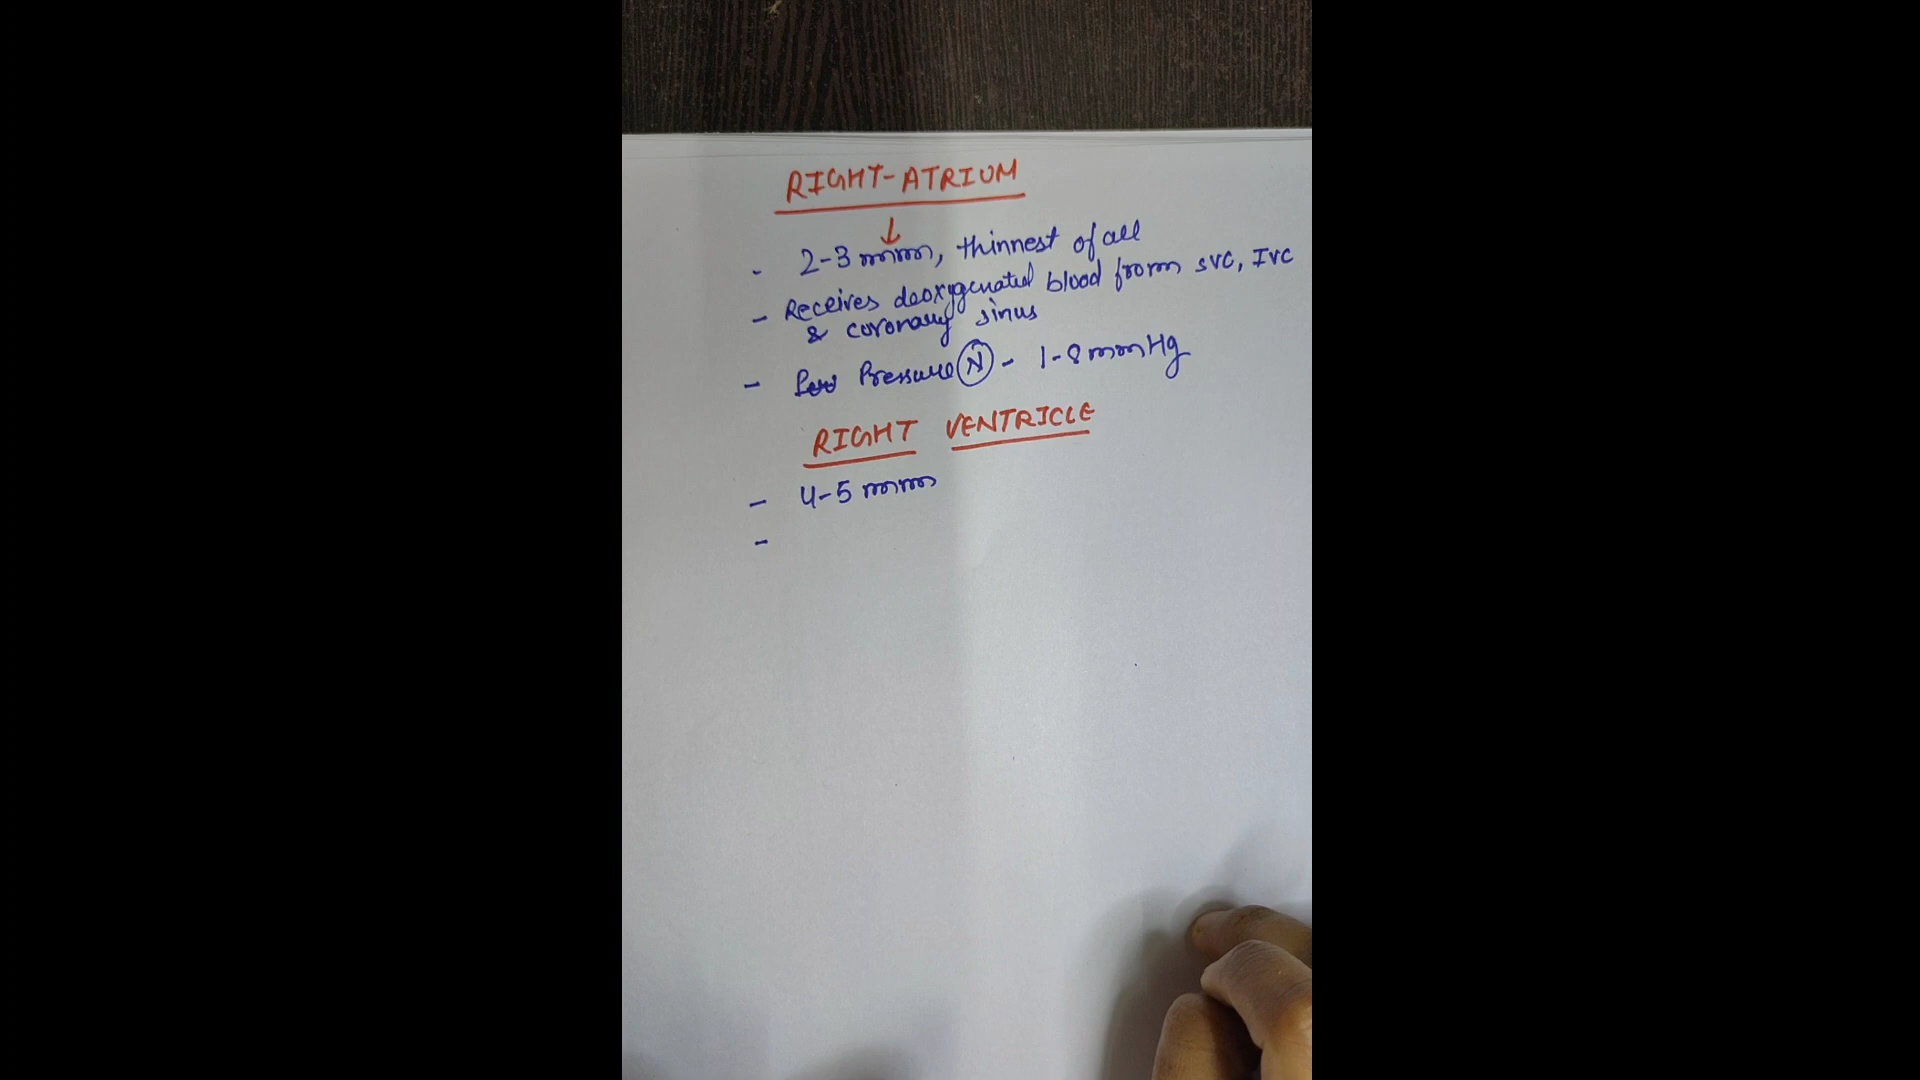 RIGHT-ATRIUM
↓
- 2-3 mm, thinnest of all
- Receives deoxygenated blood from SVC, IVC
& coronary sinus
- Pressure Ⓝ - 1-8 mmHg
RIGHT VENTRICLE
- 4-5 mm
-